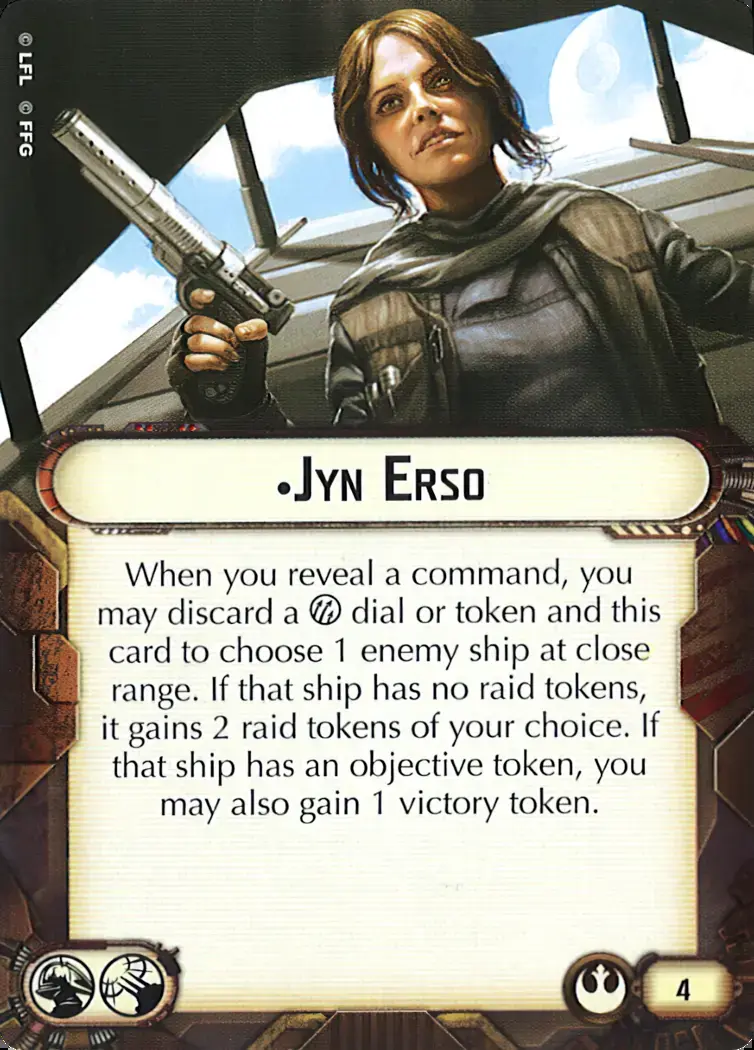 © LFL © FFG
•Jyn Erso
When you reveal a command, you
may discard a dial or token and this
card to choose 1 enemy ship at close
range. If that ship has no raid tokens,
it gains 2 raid tokens of your choice. If
that ship has an objective token, you
may also gain 1 victory token.
4